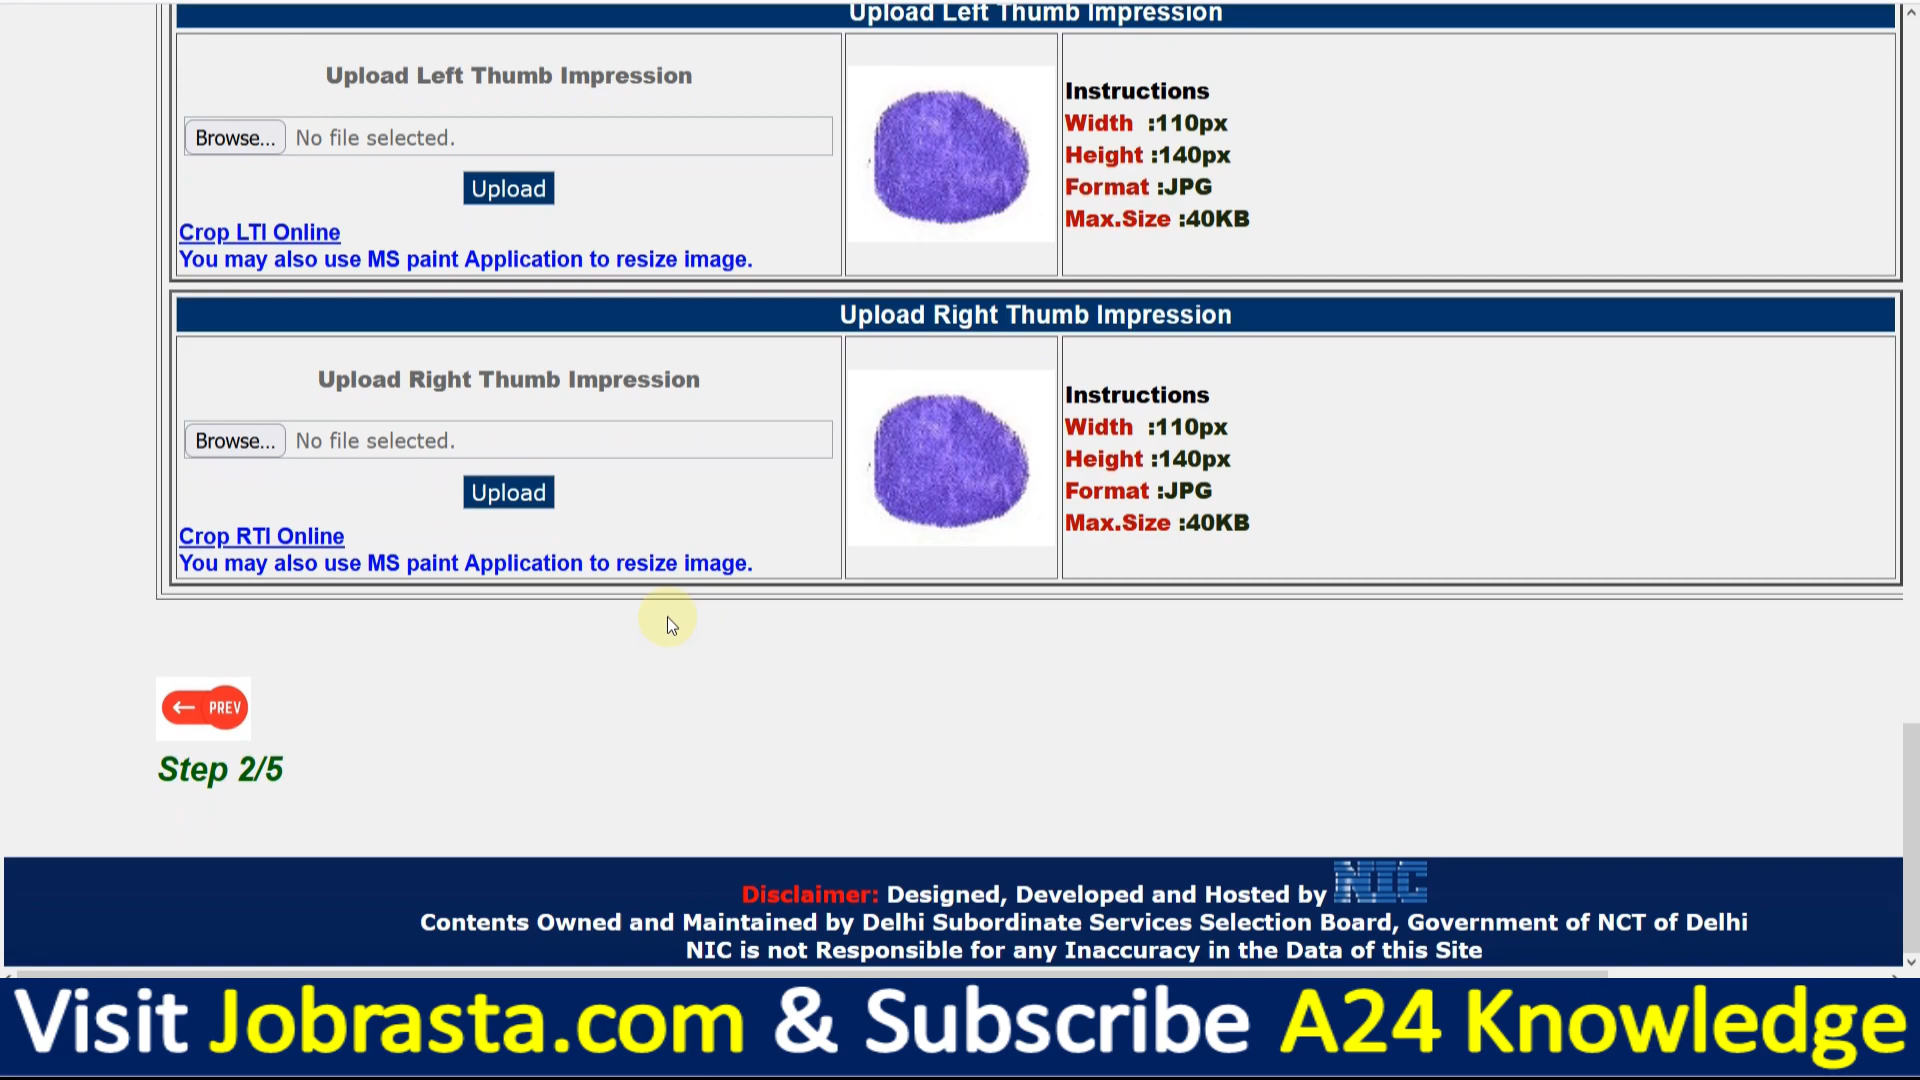 Upload Left Thumb Impression
Upload Left Thumb Impression
Browse... No file selected.
Upload
Crop LTI Online
You may also use MS paint Application to resize image.
Instructions
Width :110px
Height :140px
Format :JPG
Max.Size :40KB
Upload Right Thumb Impression
Upload Right Thumb Impression
Browse... No file selected.
Upload
Crop RTI Online
You may also use MS paint Application to resize image.
Instructions
Width :110px
Height :140px
Format :JPG
Max.Size :40KB
← PREV
Step 2/5
Disclaimer: Designed, Developed and Hosted by NIC
Contents Owned and Maintained by Delhi Subordinate Services Selection Board, Government of NCT of Delhi
NIC is not Responsible for any Inaccuracy in the Data of this Site
Visit Jobrasta.com & Subscribe A24 Knowledge